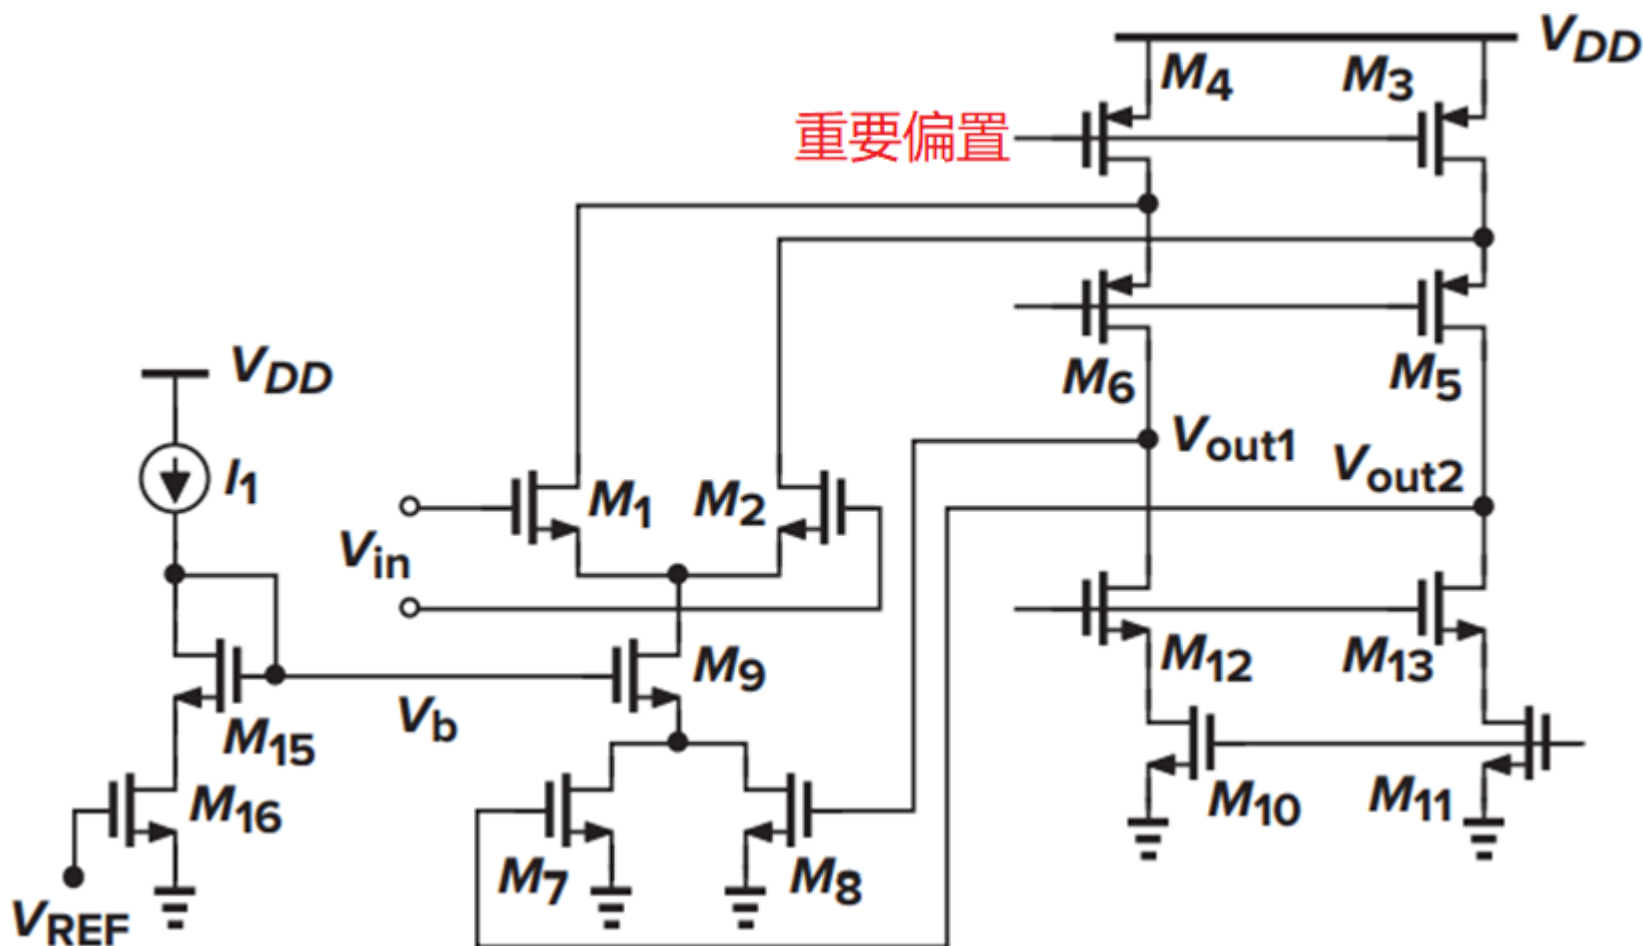 VDD
M4
M3
重要偏置
M6
M5
VDD
I1
Vout1
Vout2
M1
M2
Vin
M9
M12
M13
Vb
M15
M16
M10
M11
M7
M8
VREF